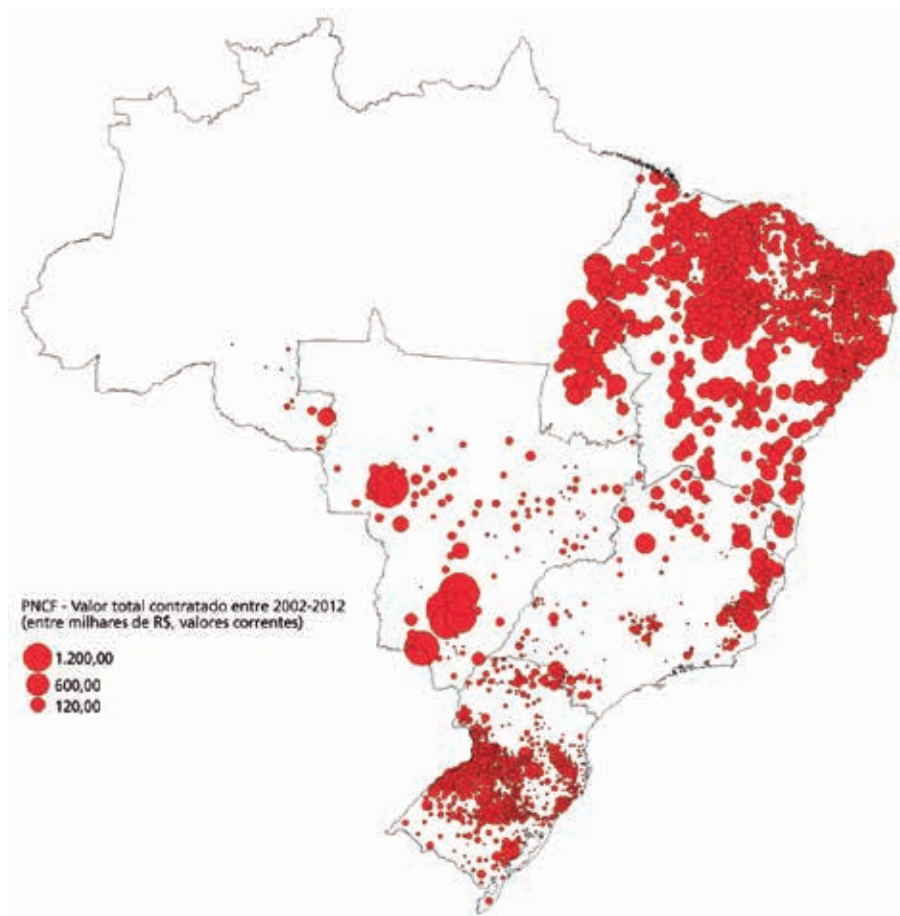 PNCF - Valor total contratado entre 2002-2012
(entre milhares de R$, valores correntes)
1.200,00
600,00
120,00